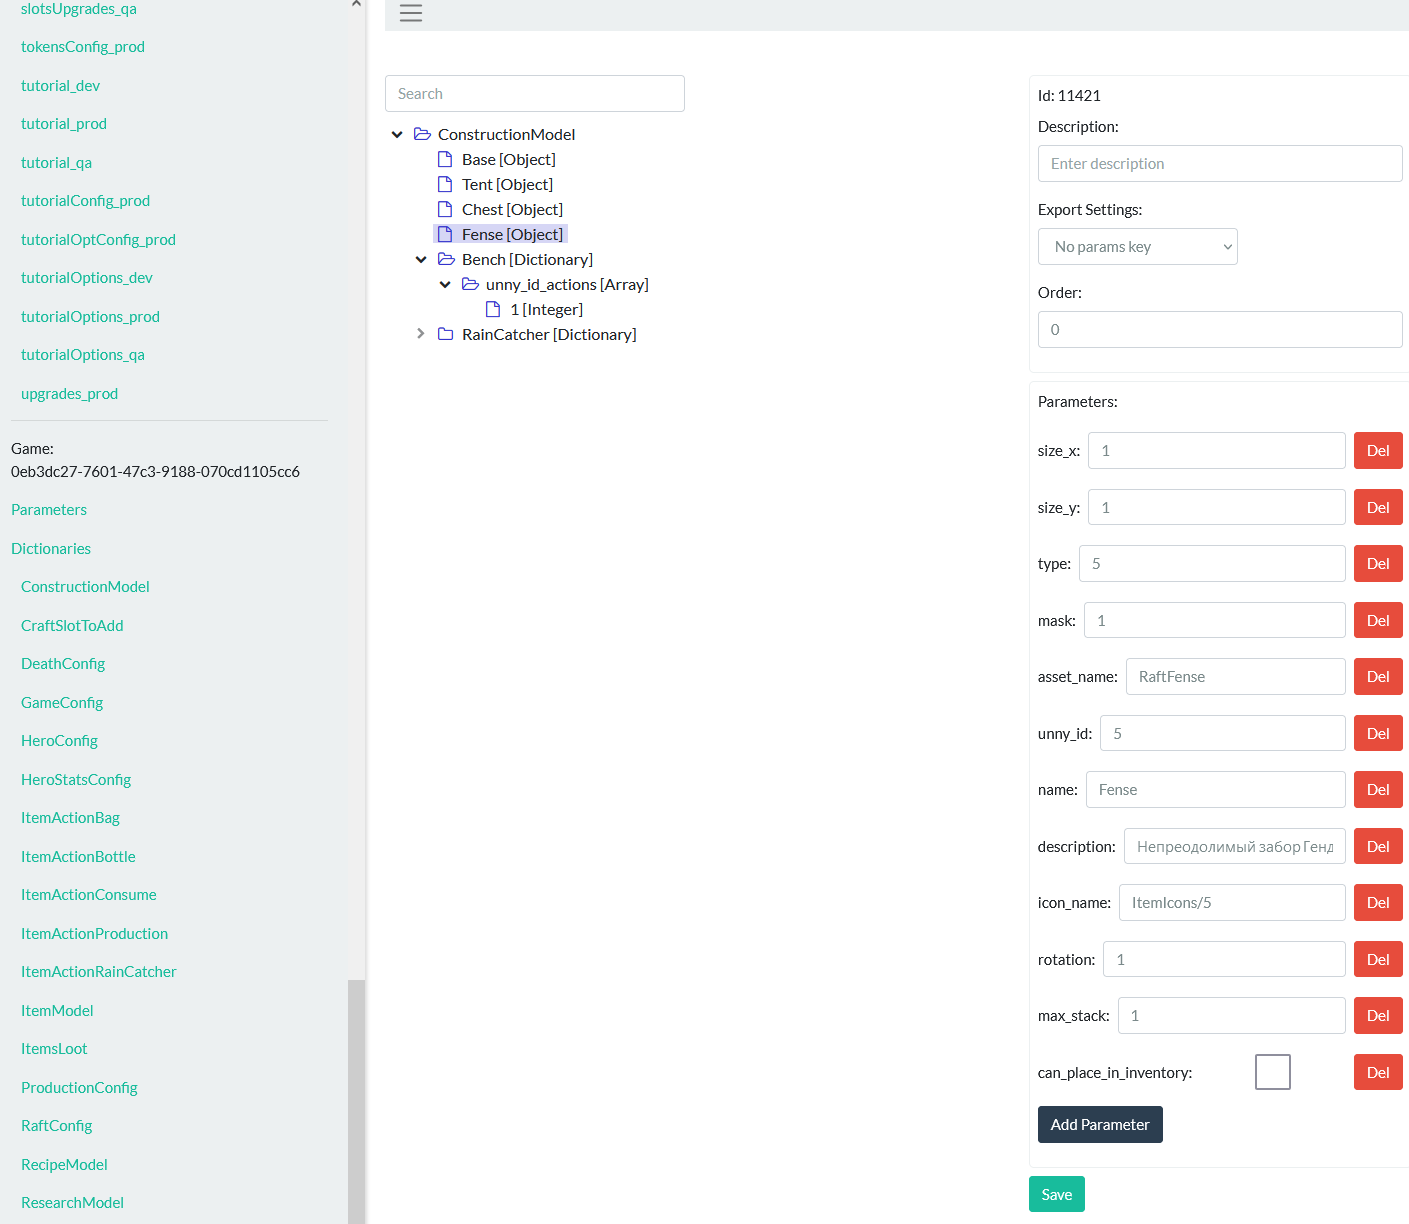 slotsUpgrades_qa
tokensConfig_prod
tutorial_dev
tutorial_prod
tutorial_qa
tutorialConfig_prod
tutorialOptConfig_prod
tutorialOptions_dev
tutorialOptions_prod
tutorialOptions_qa
upgrades_prod
Game:
0eb3dc27-7601-47c3-9188-070cd1105cc6
Parameters
Dictionaries
ConstructionModel
CraftSlotToAdd
DeathConfig
GameConfig
HeroConfig
HeroStatsConfig
ItemActionBag
ItemActionBottle
ItemActionConsume
ItemActionProduction
ItemActionRainCatcher
ItemModel
ItemsLoot
ProductionConfig
RaftConfig
RecipeModel
ResearchModel
Search
ConstructionModel
Base [Object]
Tent [Object]
Chest [Object]
Fense [Object]
Bench [Dictionary]
unny_id_actions [Array]
1 [Integer]
RainCatcher [Dictionary]
Id: 11421
Description:
Enter description
Export Settings:
No params key
Order:
0
Parameters:
size_x: 1 Del
size_y: 1 Del
type: 5 Del
mask: 1 Del
asset_name: RaftFense Del
unny_id: 5 Del
name: Fense Del
description: Непреодолимый забор Генд Del
icon_name: ItemIcons/5 Del
rotation: 1 Del
max_stack: 1 Del
can_place_in_inventory: Del
Add Parameter
Save